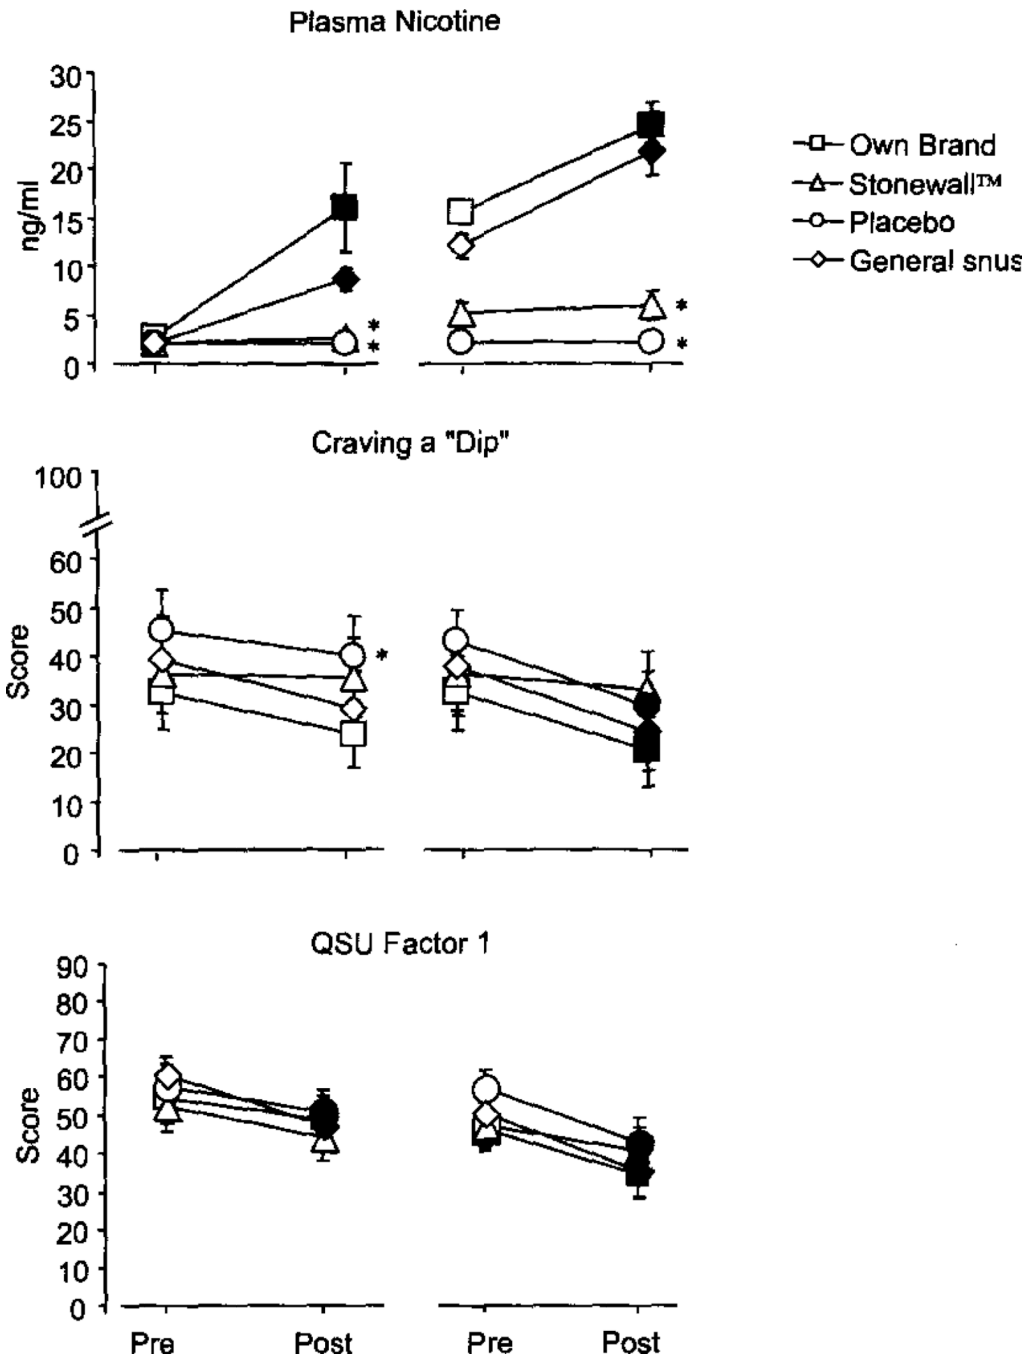 Plasma Nicotine
30
25
20
15
10
5
0
ng/ml
*
*
*
*
Own Brand
Stonewall™
Placebo
General snus
Craving a "Dip"
100
60
50
40
30
20
10
0
Score
*
QSU Factor 1
90
80
70
60
50
40
30
20
10
0
Score
Pre Post Pre Post